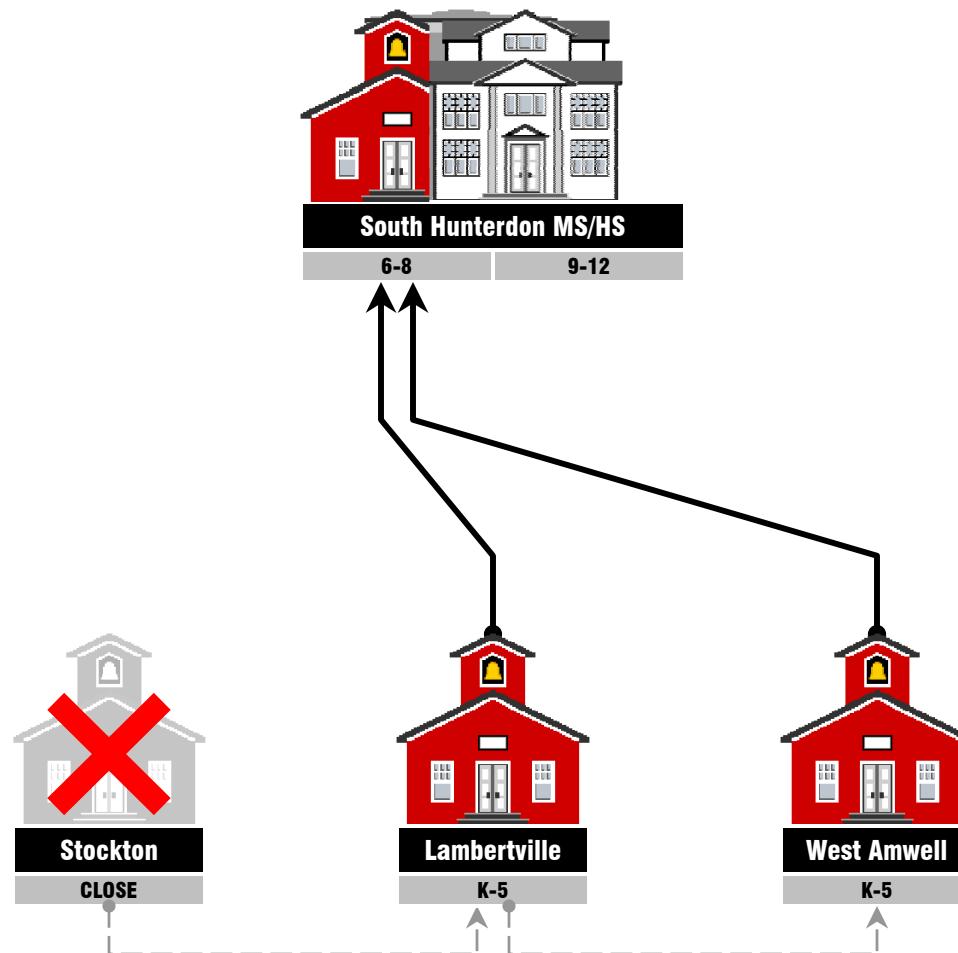 South Hunterdon MS/HS
6-8
9-12
Stockton
Lambertville
West Amwell
CLOSE
K-5
K-5